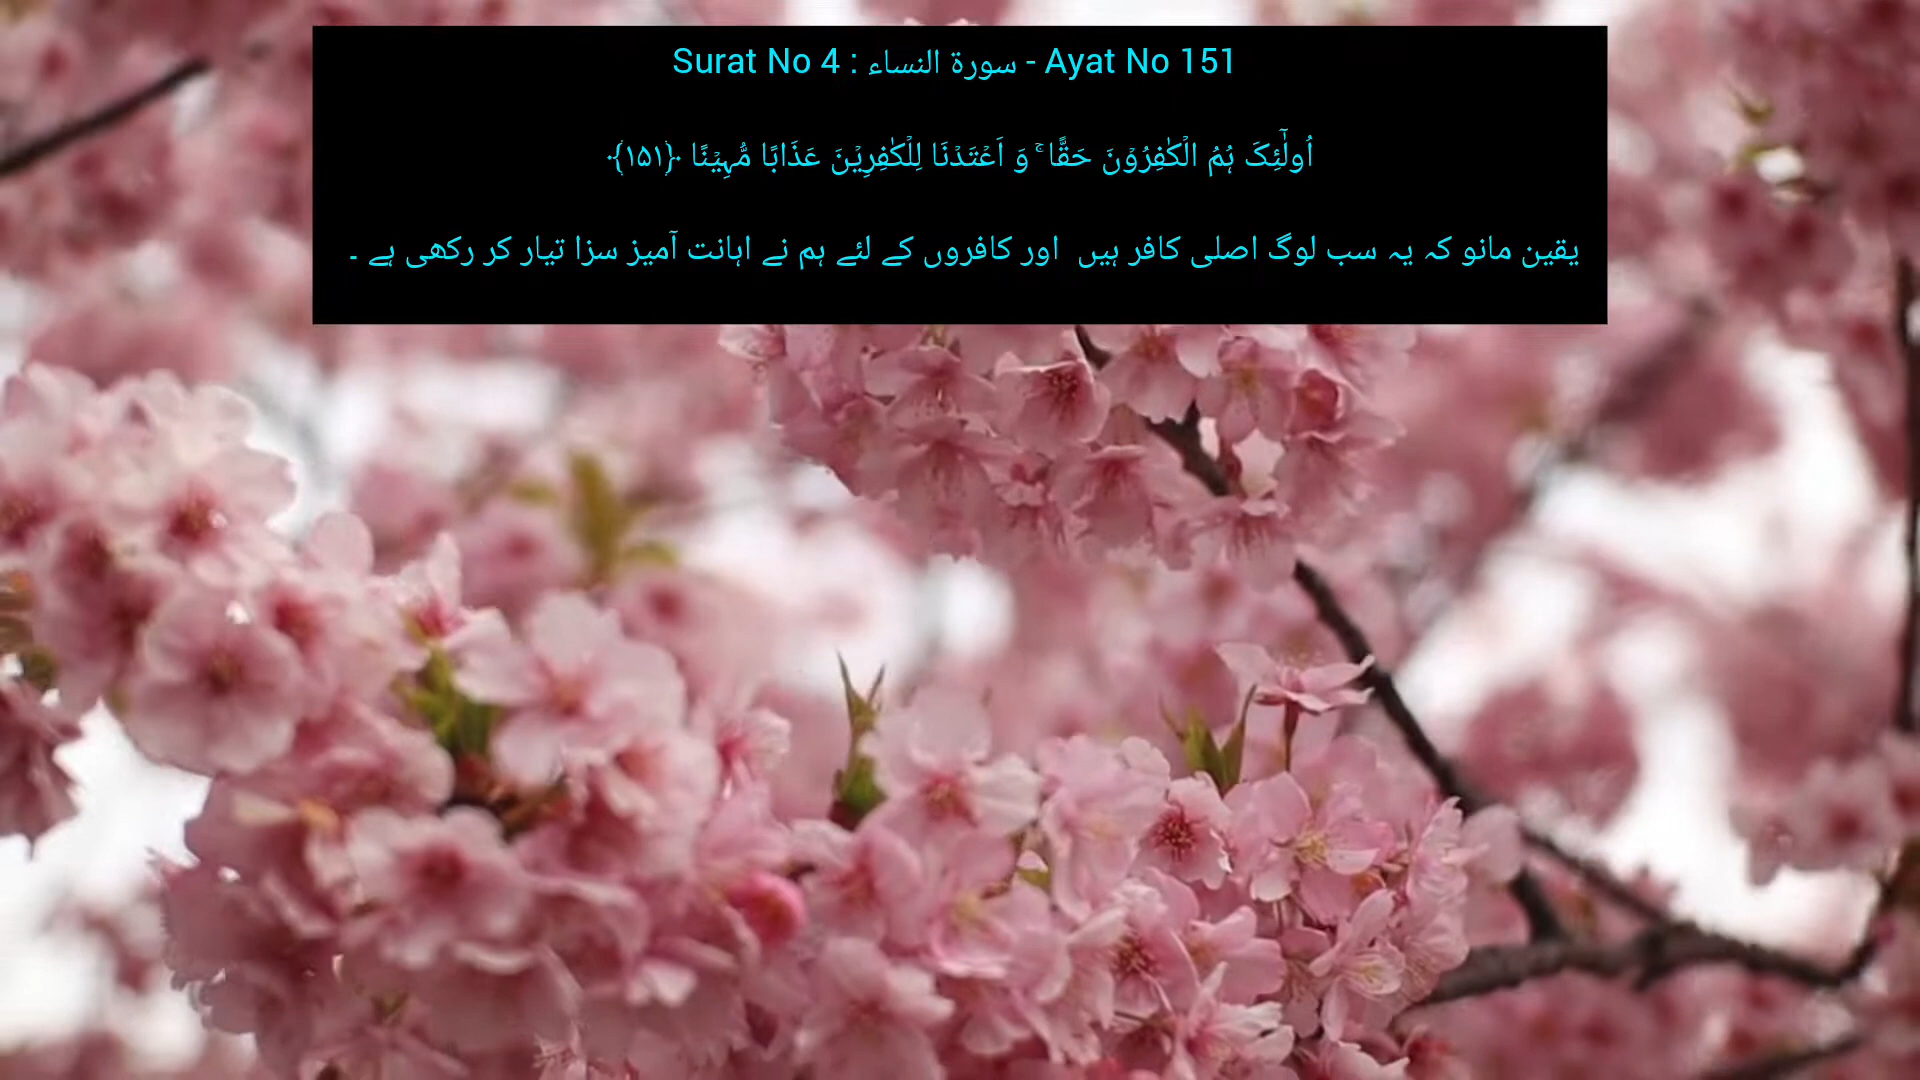 Surat No 4 : سورة النساء - Ayat No 151
اُولٰٓئِکَ ہُمُ الۡکٰفِرُوۡنَ حَقًّا ۚ وَ اَعۡتَدۡنَا لِلۡکٰفِرِیۡنَ عَذَابًا مُّہِیۡنًا ﴿۱۵۱﴾
یقین مانو کہ یہ سب لوگ اصلی کافر ہیں اور کافروں کے لئے ہم نے اہانت آمیز سزا تیار کر رکھی ہے ۔